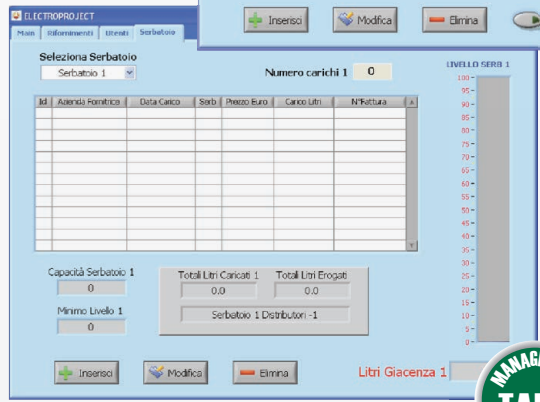 ELECTROPROJECT
Inserisci Modifica Elimina
Main Rifornimenti Utenti Serbatoio
Seleziona Serbatoio
Serbatoio 1
Numero carichi 1 0
LIVELLO SERB 1
Id Azienda Fornitrice Data Carico Serb Prezzo Euro Carico Litri N°Fattura
100
95
90
85
80
75
70
65
60
55
50
45
40
35
30
25
20
15
10
5
0
Capacità Serbatoio 1
0
Minimo Livello 1
0
Totali Litri Caricati 1 Totali Litri Erogati
0.0 0.0
Serbatoio 1 Distributori -1
Inserisci Modifica Elimina
Litri Giacenza 1